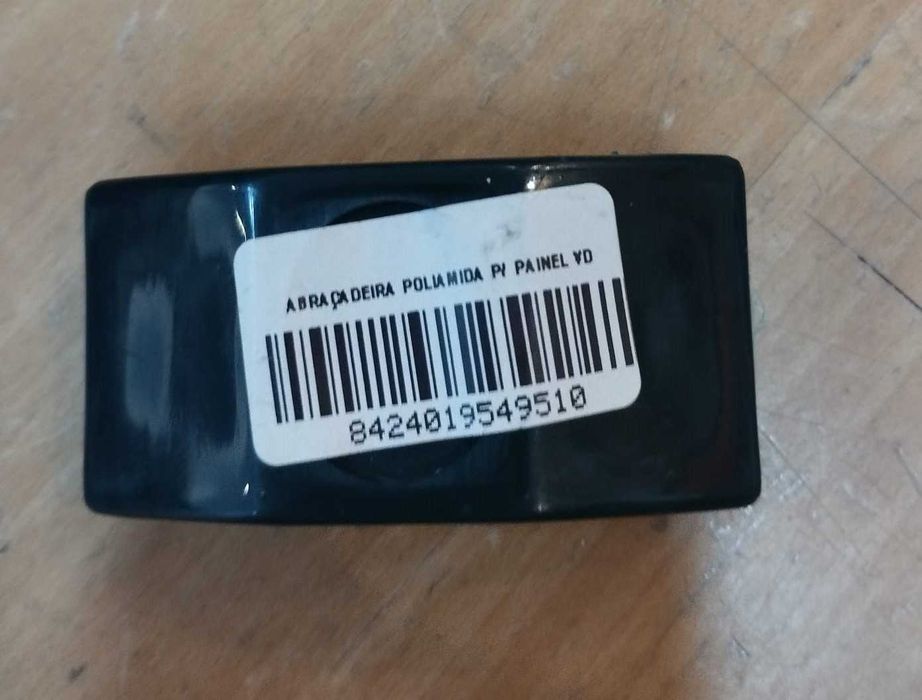 ABRAÇADEIRA POLIAMIDA P/ PAINEL VD
8424019549510